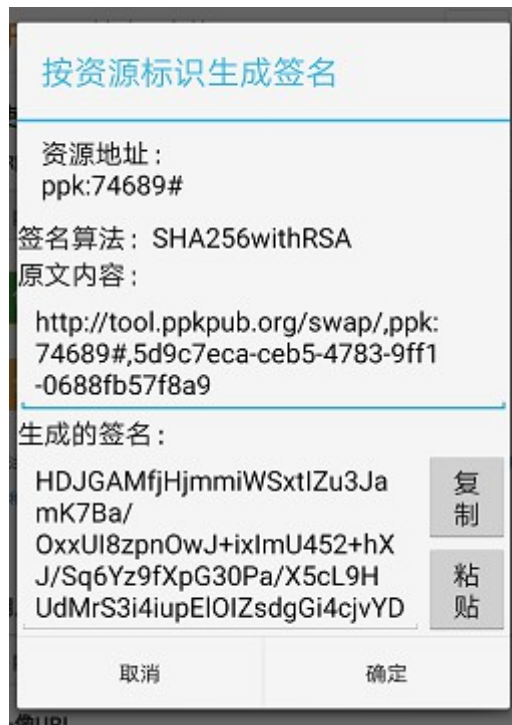 按资源标识生成签名
资源地址：
ppk:74689#
签名算法：SHA256withRSA
原文内容：
http://tool.ppkpub.org/swap/,ppk:
74689#,5d9c7eca-ceb5-4783-9ff1
-0688fb57f8a9
生成的签名：
HDJGAMfjHjmmiWSxtIZu3Ja
mK7Ba/
OxxUI8zpnOwJ+ixImU452+hX
J/Sq6Yz9fXpG30Pa/X5cL9H
UdMrS3i4iupElOIZsdgGi4cjvYD
复制
粘贴
取消
确定